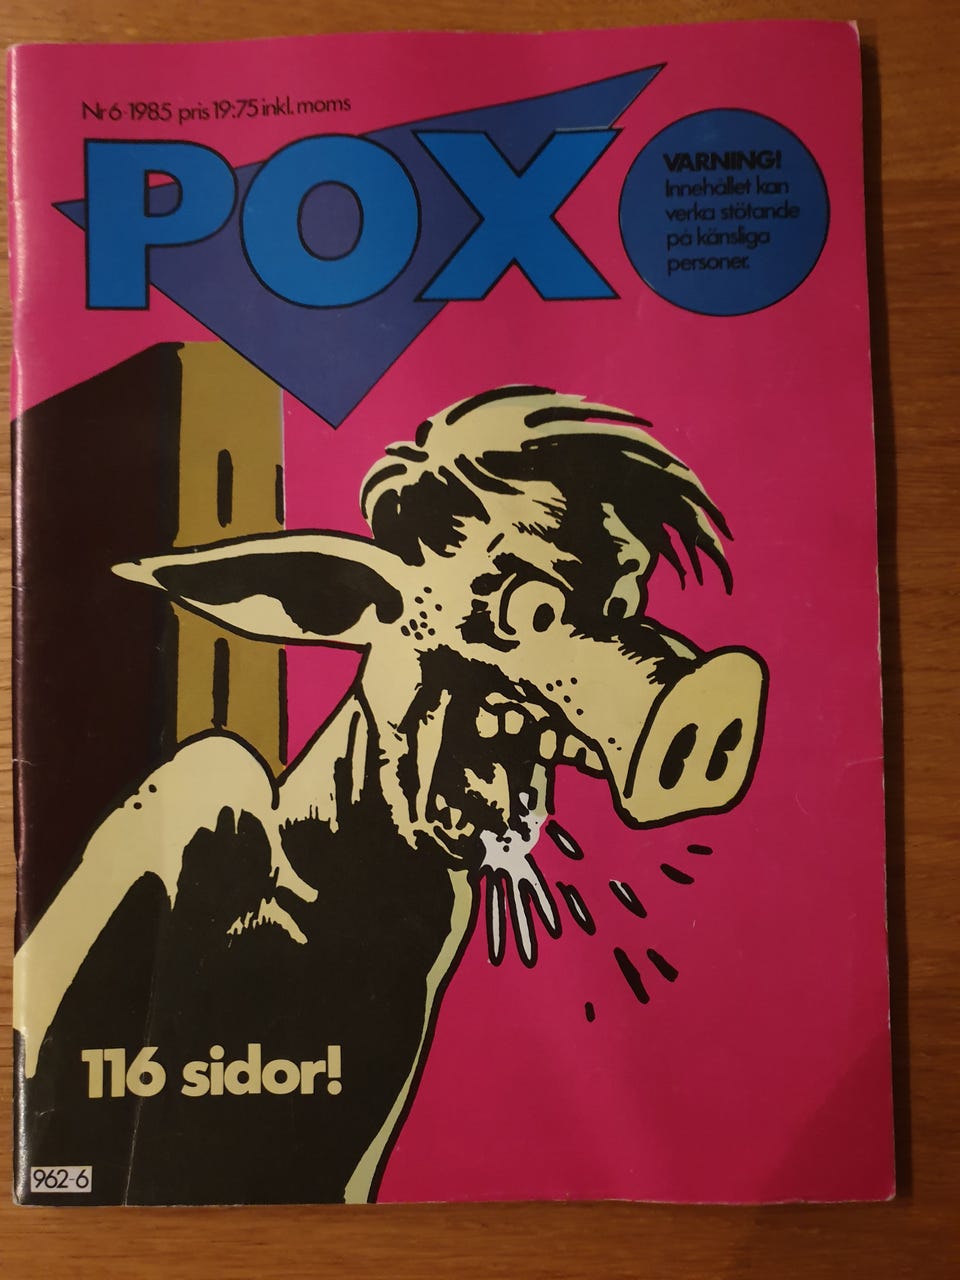 Nr 6·1985 pris 19:75 inkl. moms
POX
VARNING!
Innehållet kan
verka stötande
på känsliga
personer.
116 sidor!
962-6